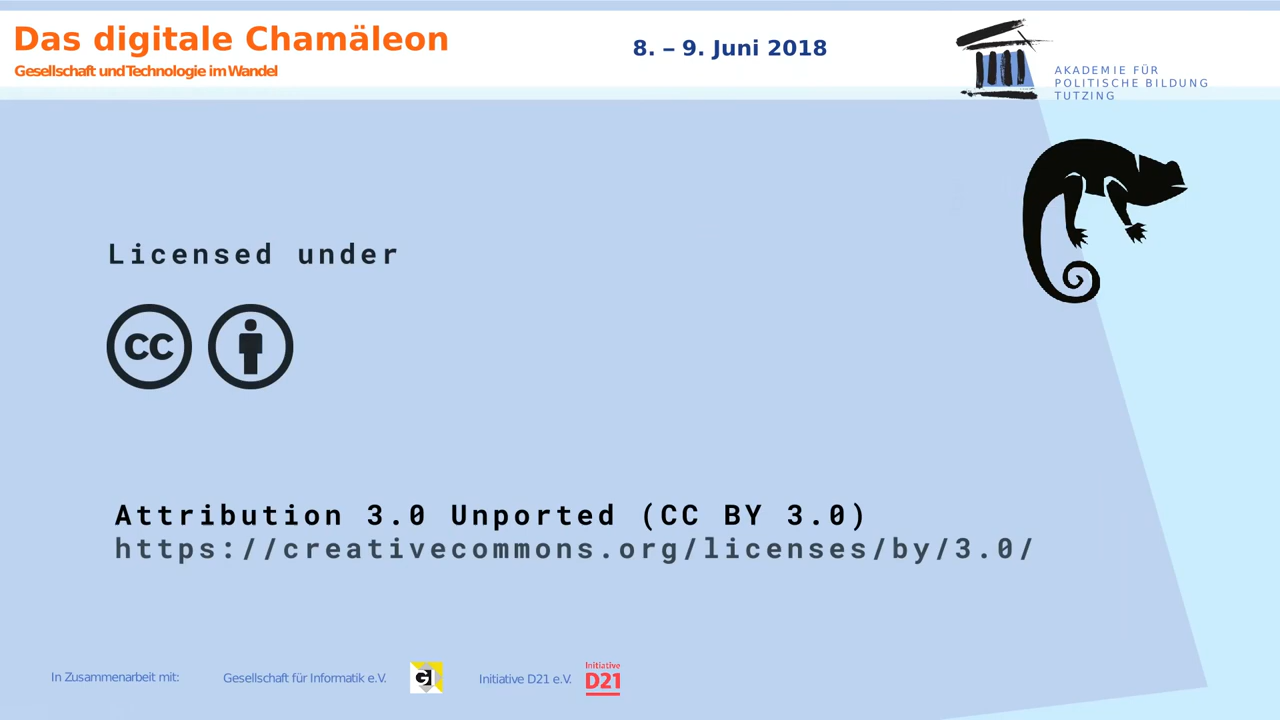 Das digitale Chamäleon
Gesellschaft und Technologie im Wandel
8. – 9. Juni 2018
AKADEMIE FÜR
POLITISCHE BILDUNG
TUTZING
Licensed under
cc
Attribution 3.0 Unported (CC BY 3.0)
https://creativecommons.org/licenses/by/3.0/
In Zusammenarbeit mit:
Gesellschaft für Informatik e.V.
GI
Initiative D21 e.V.
Initiative
D21